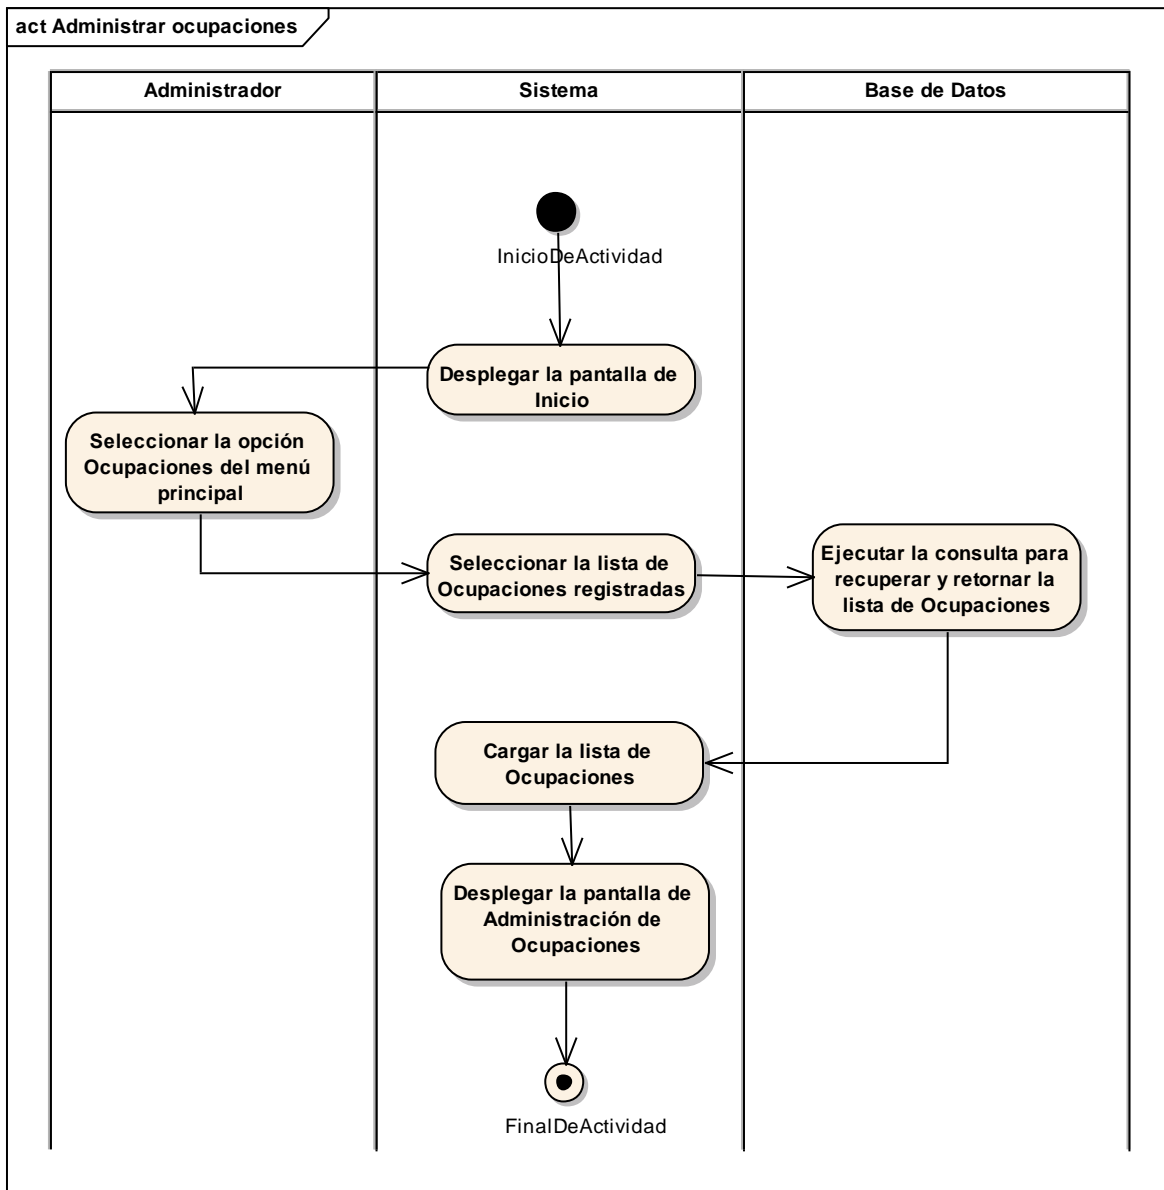 act Administrar ocupaciones
Administrador
Sistema
Base de Datos
InicioDeActividad
Desplegar la pantalla de
Inicio
Seleccionar la opción
Ocupaciones del menú
principal
Seleccionar la lista de
Ocupaciones registradas
Ejecutar la consulta para
recuperar y retornar la
lista de Ocupaciones
Cargar la lista de
Ocupaciones
Desplegar la pantalla de
Administración de
Ocupaciones
FinalDeActividad